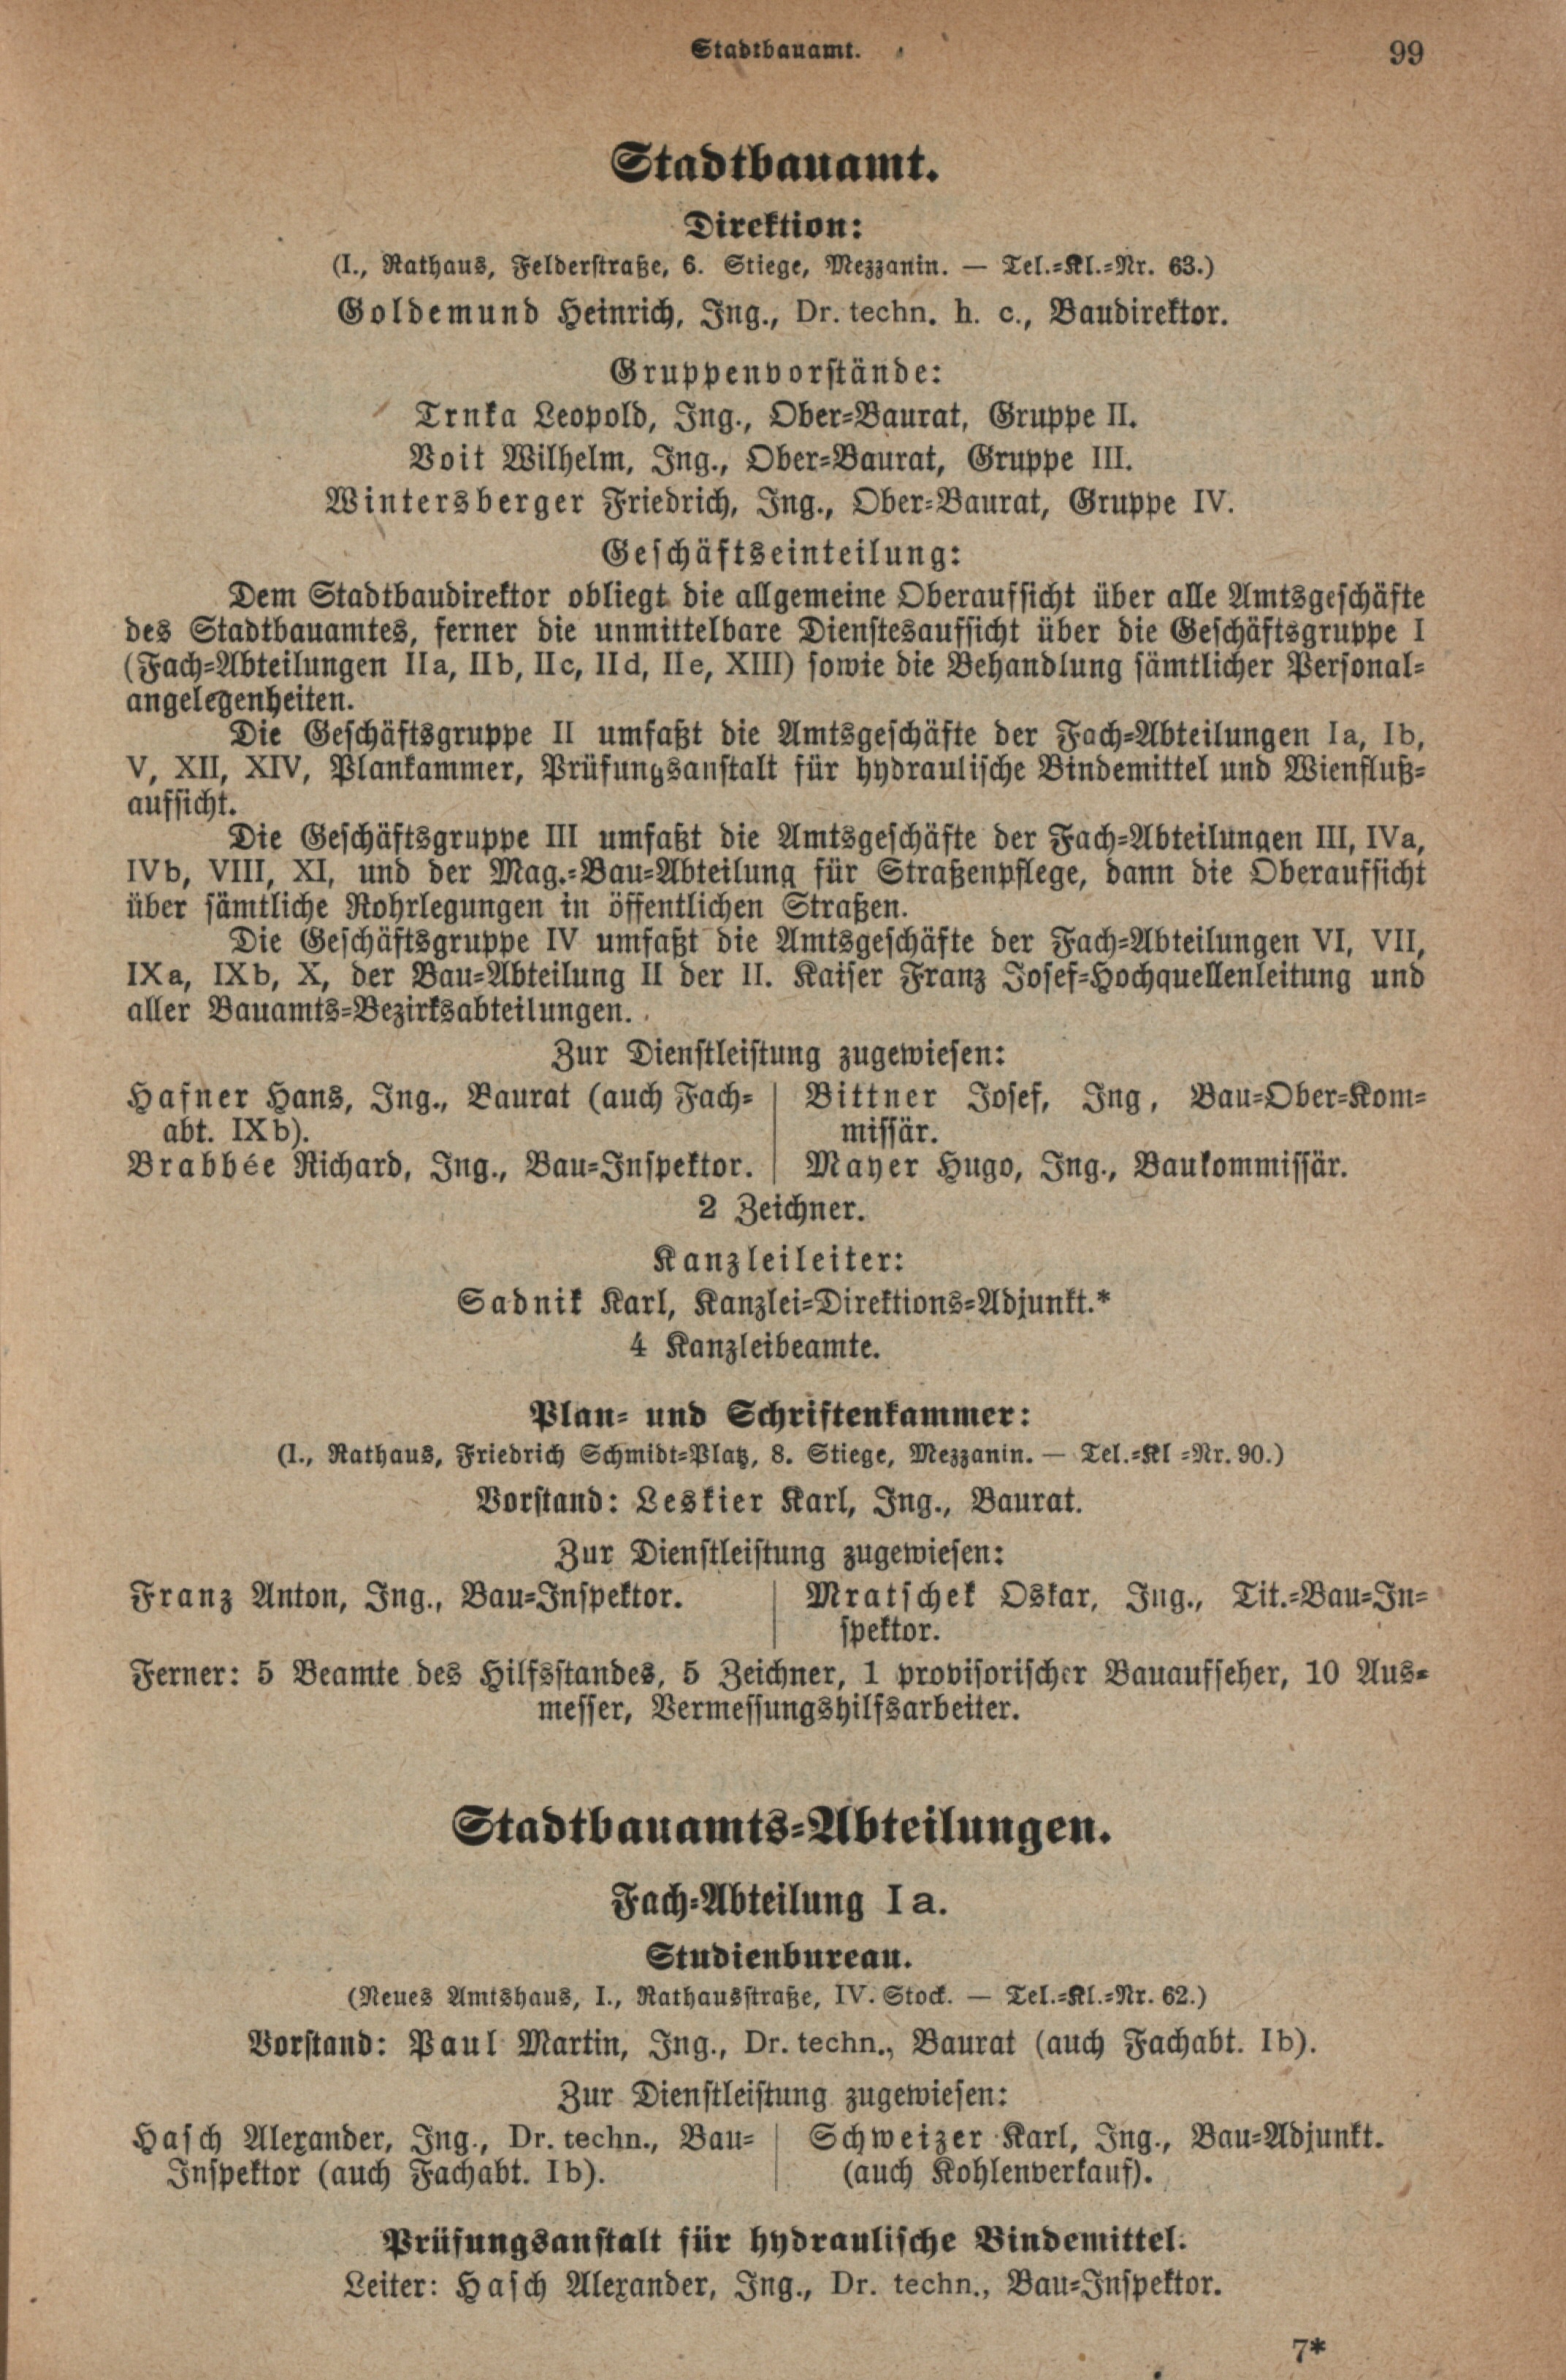 Stadtbauamt.
99
Stadtbauamt.
Direktion:
(I., Rathaus, Felderstraße, 6. Stiege, Mezzanin. — Tel.-Kl.-Nr. 63.)
Goldemund Heinrich, Ing., Dr. techn. h. c., Baudirektor.
Gruppenvorstände:
Trnka Leopold, Ing., Ober-Baurat, Gruppe II.
Voit Wilhelm, Ing., Ober-Baurat, Gruppe III.
Wintersberger Friedrich, Ing., Ober-Baurat, Gruppe IV.
Geschäftseinteilung:
Dem Stadtbaudirektor obliegt die allgemeine Oberaufsicht über alle Amtsgeschäfte
des Stadtbauamtes, ferner die unmittelbare Dienstesaufsicht über die Geschäftsgruppe I
(Fach-Abteilungen IIa, IIb, IIc, IId, IIe, XIII) sowie die Behandlung sämtlicher Personal-
angelegenheiten.
Die Geschäftsgruppe II umfaßt die Amtsgeschäfte der Fach-Abteilungen Ia, Ib,
V, XII, XIV, Plankammer, Prüfungsanstalt für hydraulische Bindemittel und Wienfluß-
aufsicht.
Die Geschäftsgruppe III umfaßt die Amtsgeschäfte der Fach-Abteilungen III, IVa,
IVb, VIII, XI, und der Mag.-Bau-Abteilung für Straßenpflege, dann die Oberaufsicht
über sämtliche Rohrlegungen in öffentlichen Straßen.
Die Geschäftsgruppe IV umfaßt die Amtsgeschäfte der Fach-Abteilungen VI, VII,
IXa, IXb, X, der Bau-Abteilung II der II. Kaiser Franz Josef-Hochquellenleitung und
aller Bauamts-Bezirksabteilungen.
Zur Dienstleistung zugewiesen:
Hafner Hans, Ing., Baurat (auch Fach-
abt. IXb).
Brabbée Richard, Ing., Bau-Inspektor.
Bittner Josef, Ing, Bau-Ober-Kom-
missär.
Mayer Hugo, Ing., Baukommissär.
2 Zeichner.
Kanzleileiter:
Sadnik Karl, Kanzlei-Direktions-Adjunkt.*
4 Kanzleibeamte.
Plan- und Schriftenkammer:
(I., Rathaus, Friedrich Schmidt-Platz, 8. Stiege, Mezzanin. — Tel.-Kl -Nr. 90.)
Vorstand: Leskier Karl, Ing., Baurat.
Zur Dienstleistung zugewiesen:
Franz Anton, Ing., Bau-Inspektor.
Mratschek Oskar, Ing., Tit.-Bau-In-
spektor.
Ferner: 5 Beamte des Hilfsstandes, 5 Zeichner, 1 provisorischer Bauaufseher, 10 Aus-
messer, Vermessungshilfsarbeiter.
Stadtbauamts-Abteilungen.
Fach-Abteilung Ia.
Studienbureau.
(Neues Amtshaus, I., Rathausstraße, IV. Stock. — Tel.-Kl.-Nr. 62.)
Vorstand: Paul Martin, Ing., Dr. techn., Baurat (auch Fachabt. Ib).
Zur Dienstleistung zugewiesen:
Hasch Alexander, Ing., Dr. techn., Bau-
Inspektor (auch Fachabt. Ib).
Schweizer Karl, Ing., Bau-Adjunkt.
(auch Kohlenverkauf).
Prüfungsanstalt für hydraulische Bindemittel.
Leiter: Hasch Alexander, Ing., Dr. techn., Bau-Inspektor.
7*